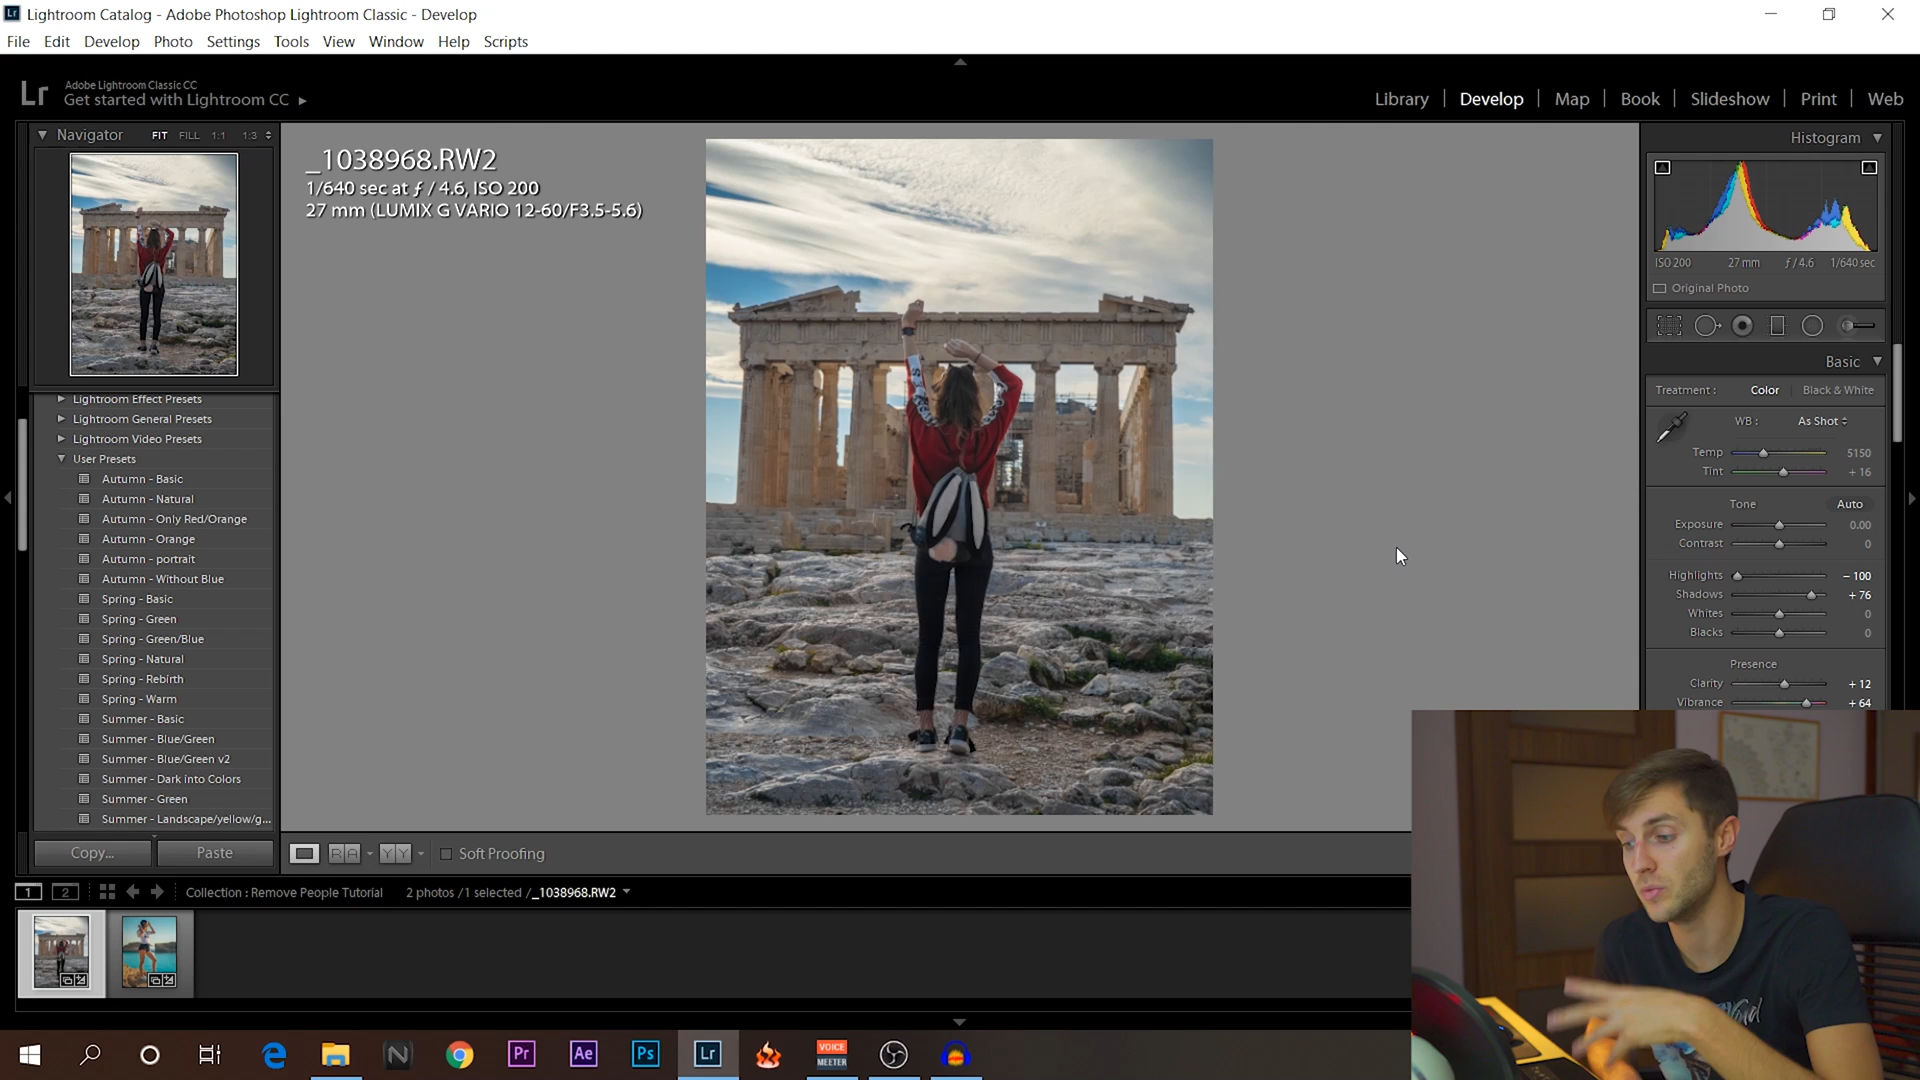 Lr Lightroom Catalog - Adobe Photoshop Lightroom Classic - Develop
File Edit Develop Photo Settings Tools View Window Help Scripts
Lr Adobe Lightroom Classic CC
Get started with Lightroom CC
Library Develop Map Book Slideshow Print Web
Navigator FIT FILL 1:1 1:3
_1038968.RW2
1/640 sec at ƒ / 4.6, ISO 200
27 mm (LUMIX G VARIO 12-60/F3.5-5.6)
Lightroom Effect Presets
Lightroom General Presets
Lightroom Video Presets
User Presets
Autumn - Basic
Autumn - Natural
Autumn - Only Red/Orange
Autumn - Orange
Autumn - portrait
Autumn - Without Blue
Spring - Basic
Spring - Green
Spring - Green/Blue
Spring - Natural
Spring - Rebirth
Spring - Warm
Summer - Basic
Summer - Blue/Green
Summer - Blue/Green v2
Summer - Dark into Colors
Summer - Green
Summer - Landscape/yellow/g...
Copy... Paste
Histogram
ISO 200 27 mm ƒ / 4.6 1/640 sec
Original Photo
Basic
Treatment : Color Black & White
WB : As Shot
Temp 5150
Tint + 16
Tone Auto
Exposure 0.00
Contrast 0
Highlights − 100
Shadows + 76
Whites 0
Blacks 0
Presence
Clarity + 12
Vibrance + 64
R A Y Y Soft Proofing
1 2 Collection : Remove People Tutorial 2 photos / 1 selected / _1038968.RW2
N Pr Ae Ps Lr VOICE
MEETER